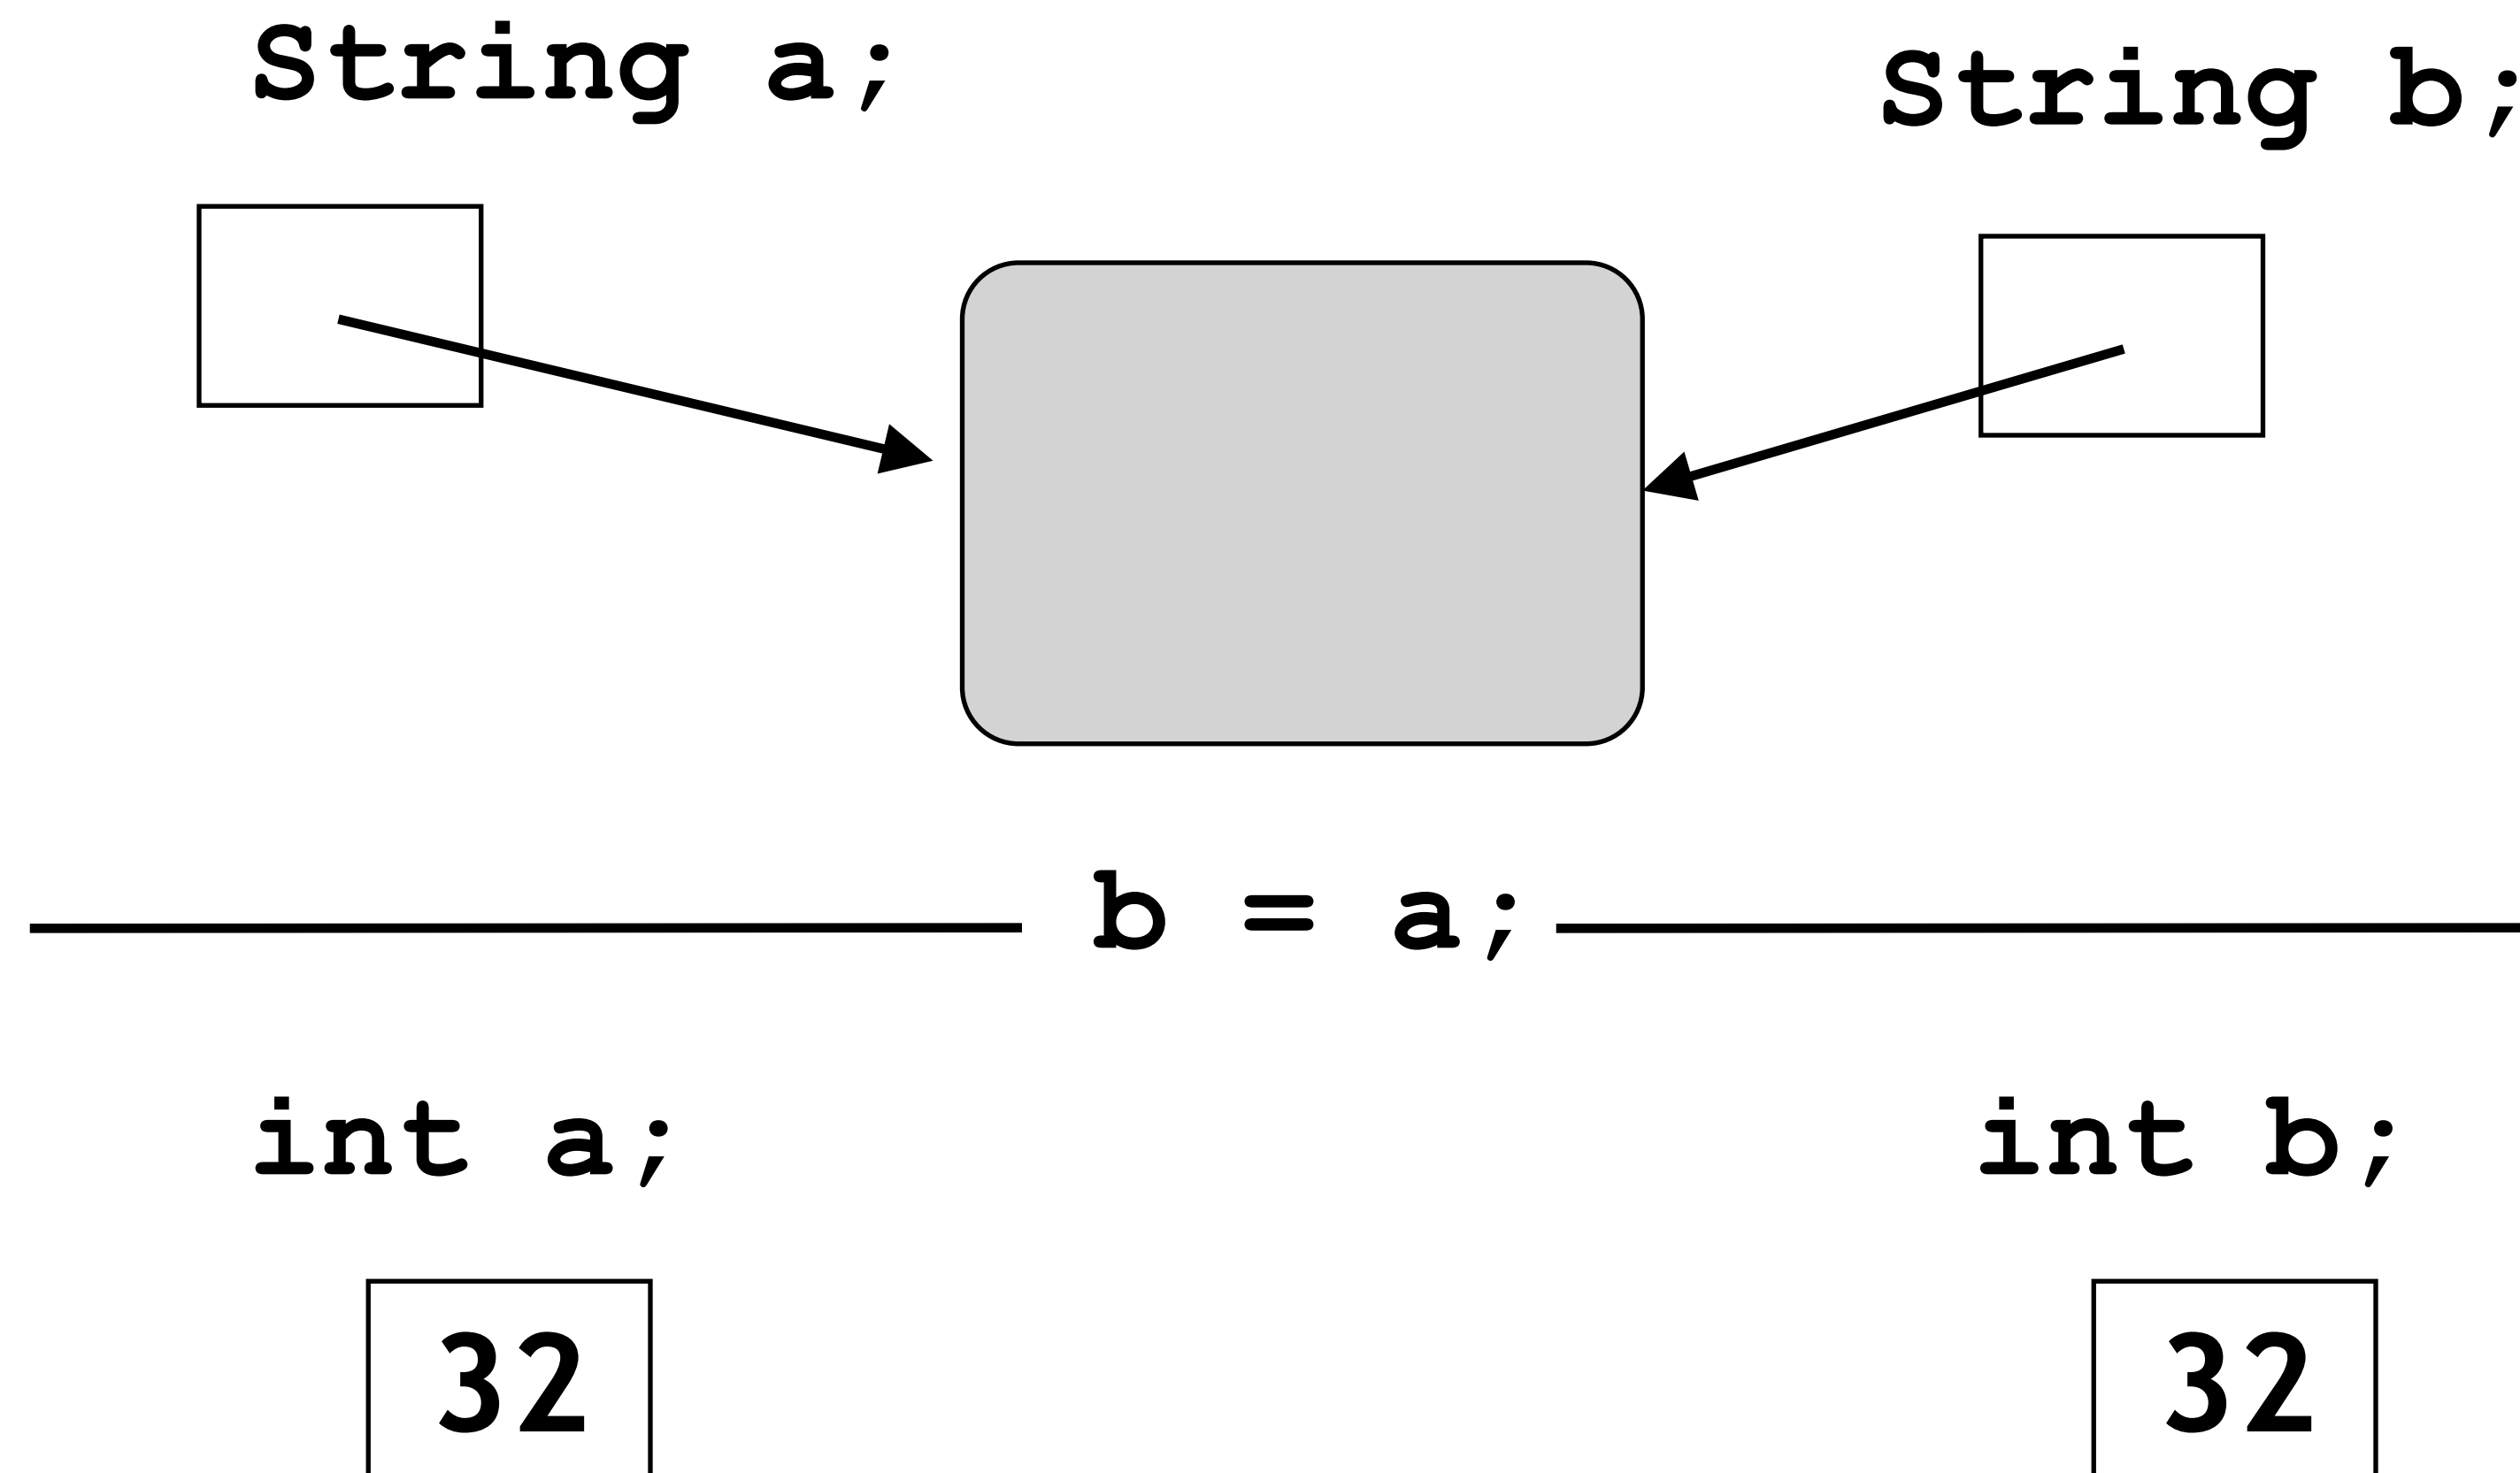 String a;
String b;
b = a;
int a;
int b;
32
32